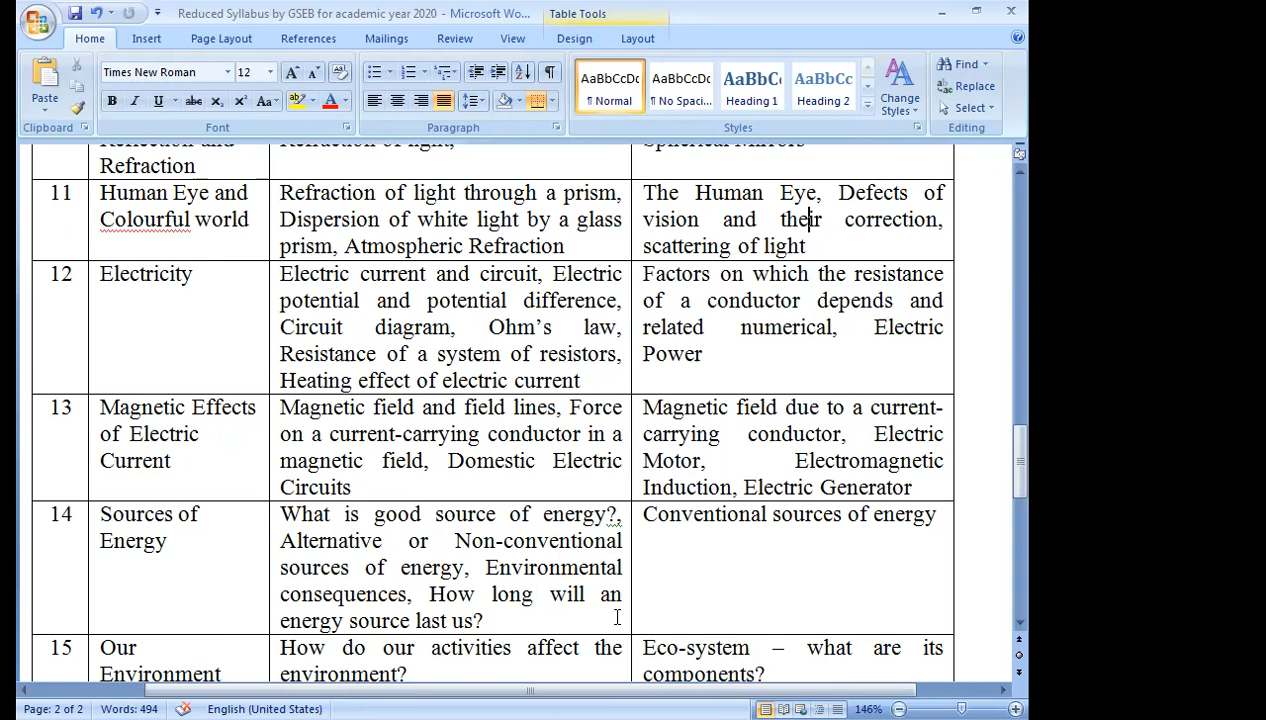 Reduced Syllabus by GSEB for academic year 2020 - Microsoft Wo...
Table Tools
Home Insert Page Layout References Mailings Review View Design Layout
Times New Roman 12
Paste
B I U abc X₂ X² Aa A
AaBbCcDc AaBbCcDc AaBbCc AaBbCc
¶ Normal ¶ No Spaci... Heading 1 Heading 2
Change
Styles
Find
Replace
Select
Clipboard Font Paragraph Styles Editing
Refraction
11
Human Eye and
Colourful world
Refraction of light through a prism,
Dispersion of white light by a glass
prism, Atmospheric Refraction
The Human Eye, Defects of
vision and their correction,
scattering of light
12
Electricity
Electric current and circuit, Electric
potential and potential difference,
Circuit diagram, Ohm's law,
Resistance of a system of resistors,
Heating effect of electric current
Factors on which the resistance
of a conductor depends and
related numerical, Electric
Power
13
Magnetic Effects
of Electric
Current
Magnetic field and field lines, Force
on a current-carrying conductor in a
magnetic field, Domestic Electric
Circuits
Magnetic field due to a current-
carrying conductor, Electric
Motor, Electromagnetic
Induction, Electric Generator
14
Sources of
Energy
What is good source of energy?,
Alternative or Non-conventional
sources of energy, Environmental
consequences, How long will an
energy source last us?
Conventional sources of energy
15
Our
Environment
How do our activities affect the
environment?
Eco-system – what are its
components?
Page: 2 of 2 Words: 494 English (United States) 146%